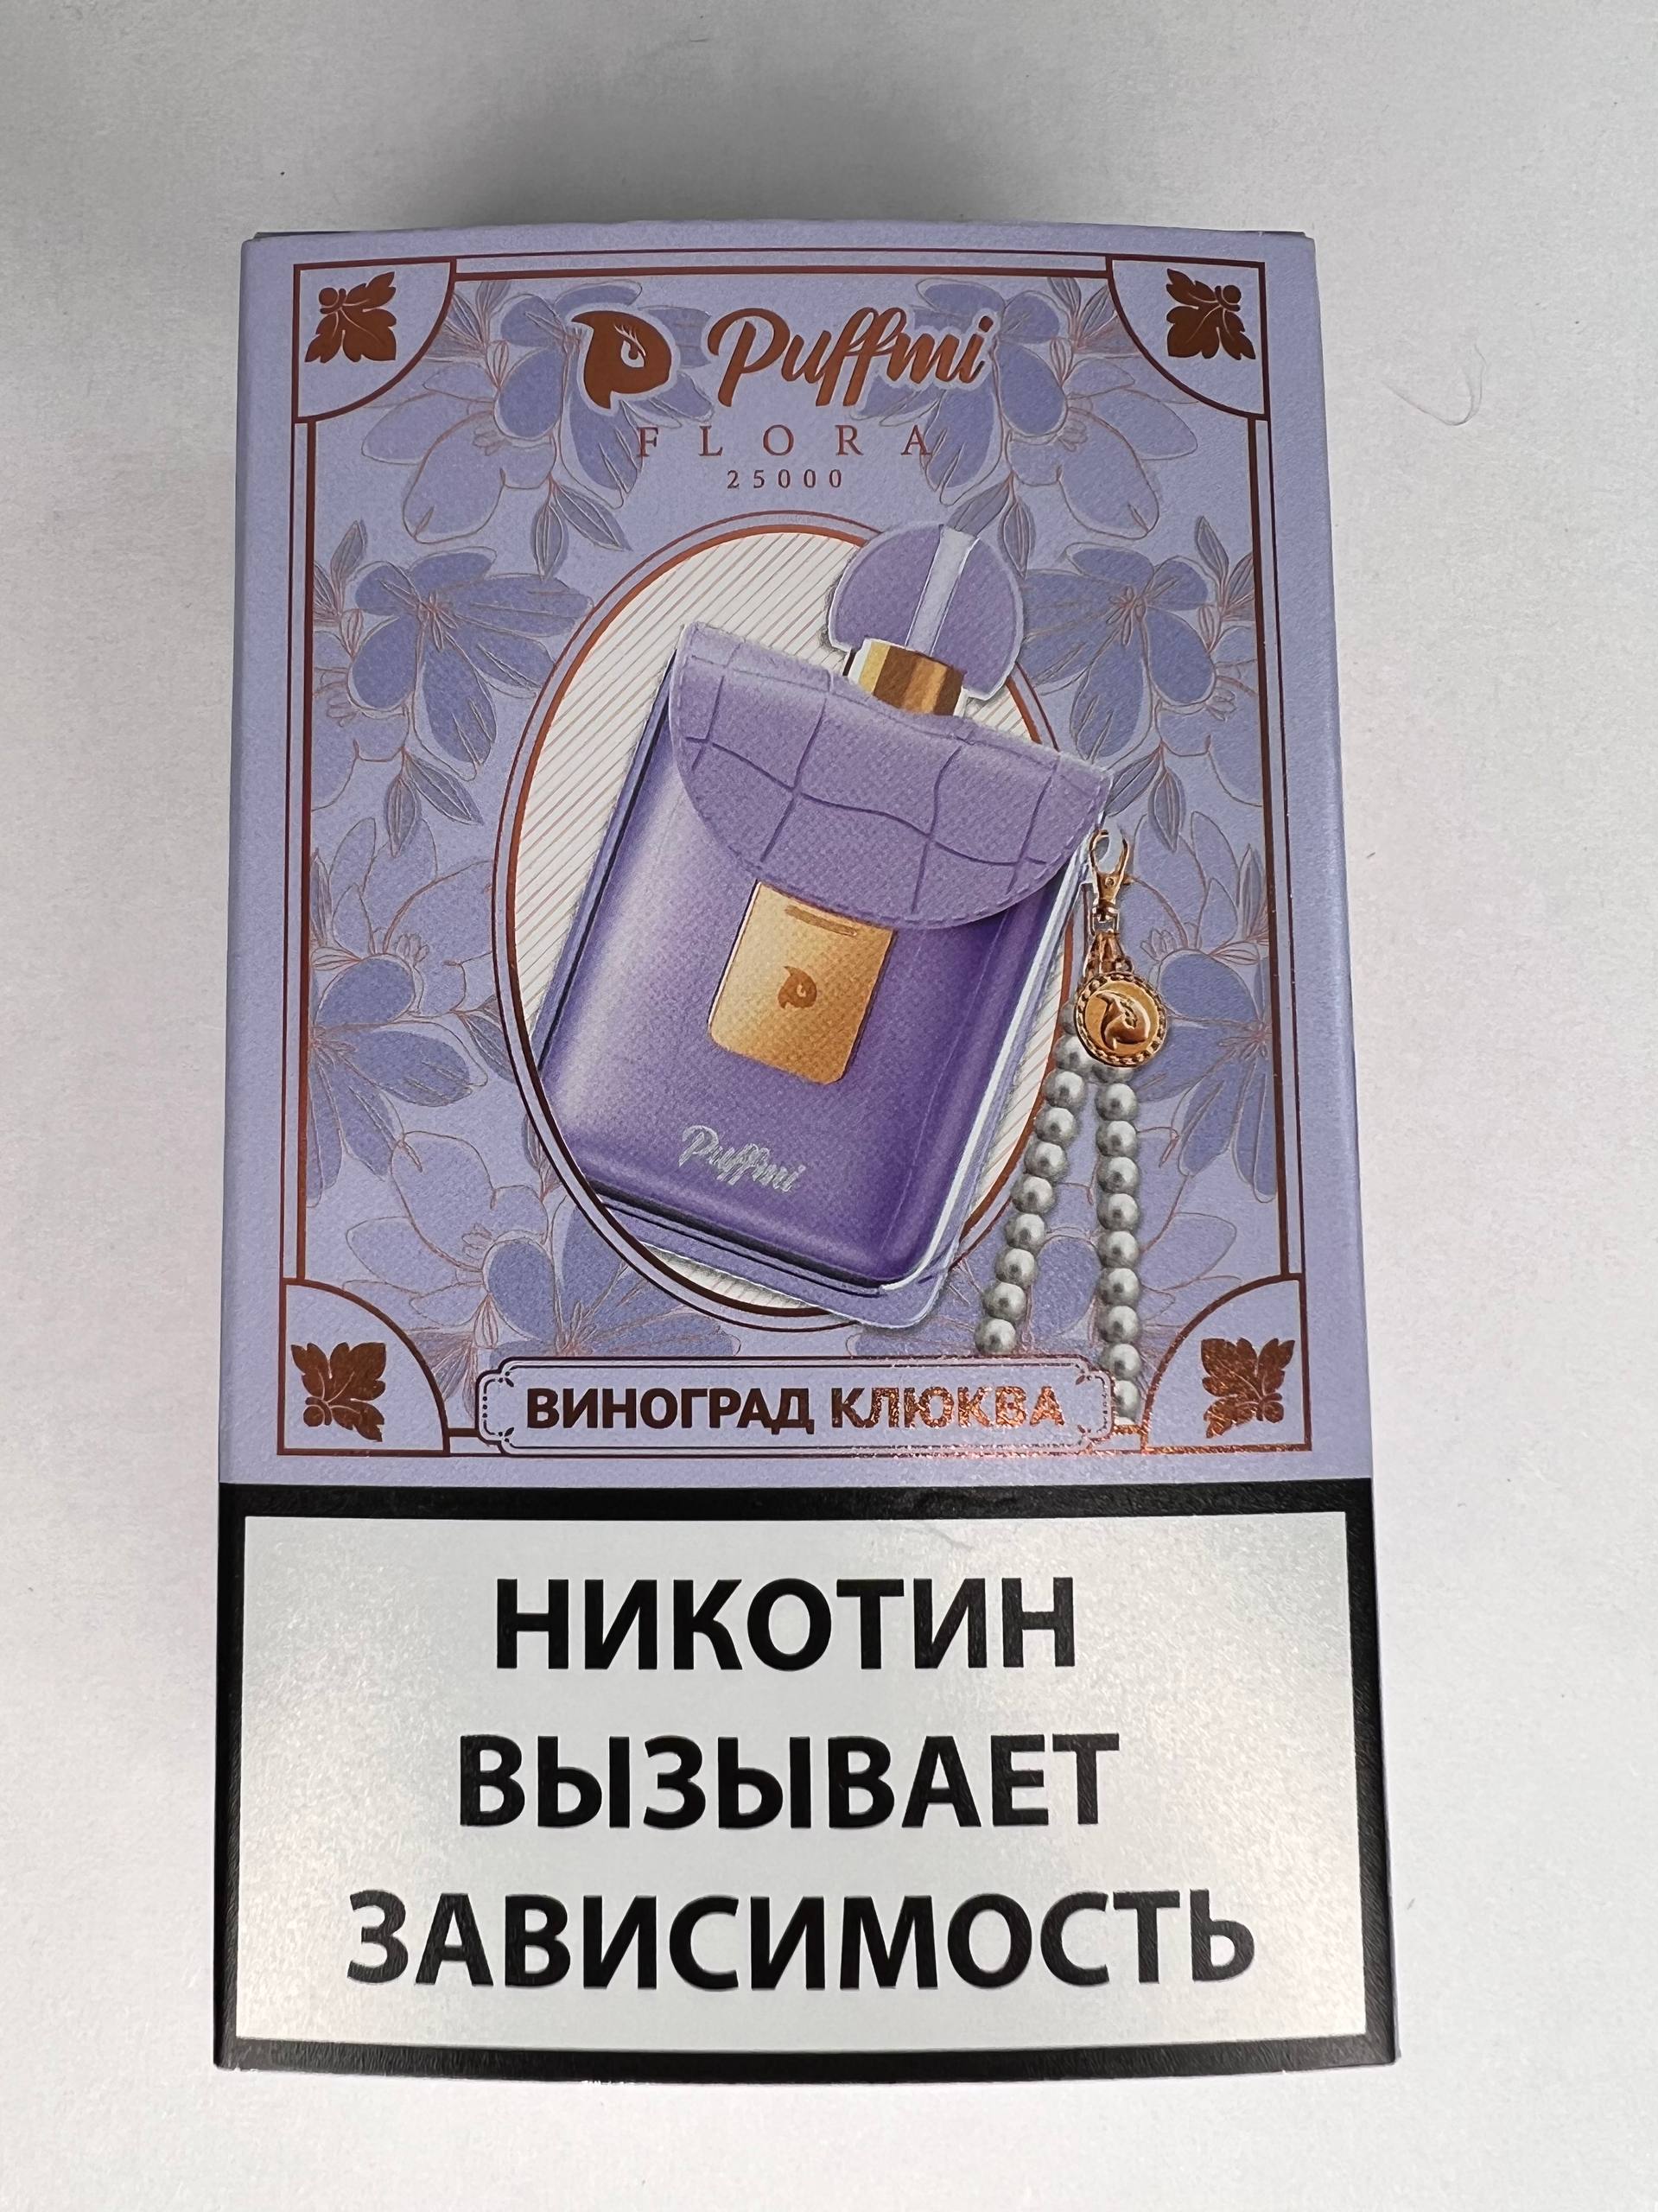 Puffmi
FLORA
25000
Puffmi
ВИНОГРАД КЛЮКВА
НИКОТИН
ВЫЗЫВАЕТ
ЗАВИСИМОСТЬ